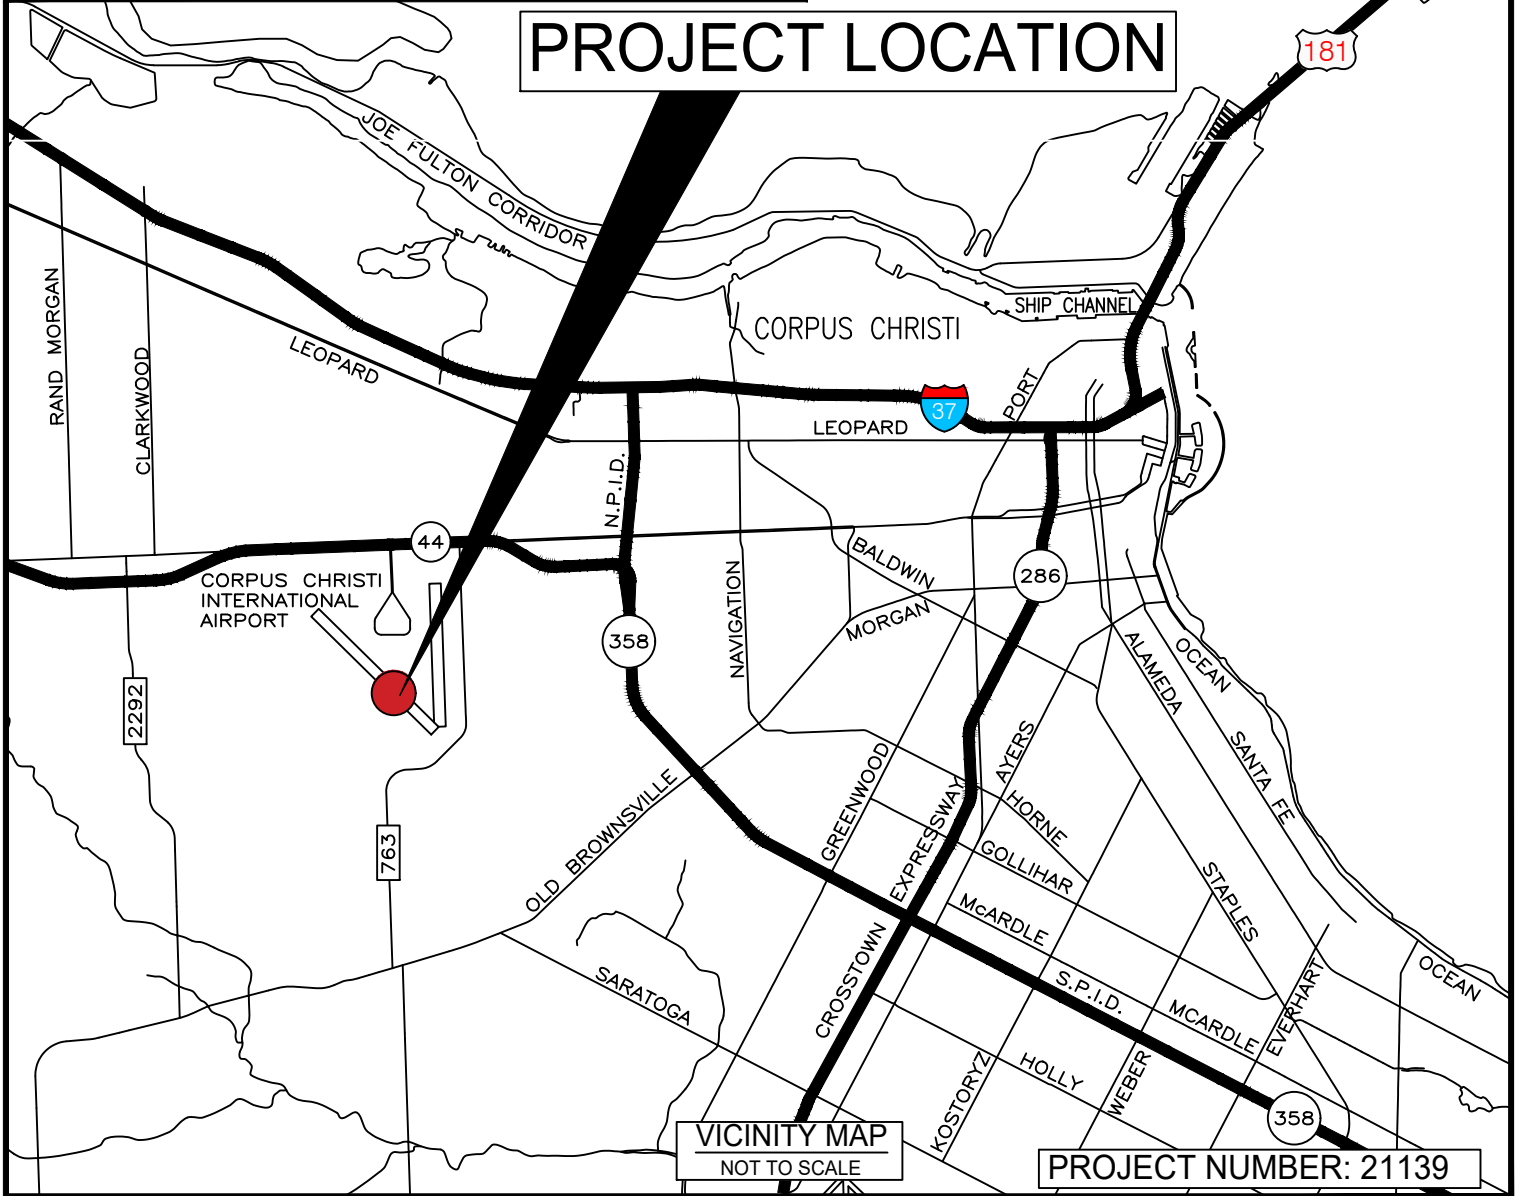 PROJECT LOCATION
181
JOE FULTON CORRIDOR
RAND MORGAN
CLARKWOOD
LEOPARD
SHIP CHANNEL
CORPUS CHRISTI
37
PORT
LEOPARD
N.P.I.D.
44
BALDWIN
286
CORPUS CHRISTI
INTERNATIONAL
AIRPORT
NAVIGATION
MORGAN
358
ALAMEDA
OCEAN
2292
SANTA FE
AYERS
GREENWOOD
HORNE
OLD BROWNSVILLE
763
CROSSTOWN EXPRESSWAY
GOLLIHAR
STAPLES
McARDLE
SARATOGA
S.P.I.D.
MCARDLE
EVERHART
OCEAN
HOLLY
KOSTORYZ
WEBER
358
VICINITY MAP
NOT TO SCALE
PROJECT NUMBER: 21139